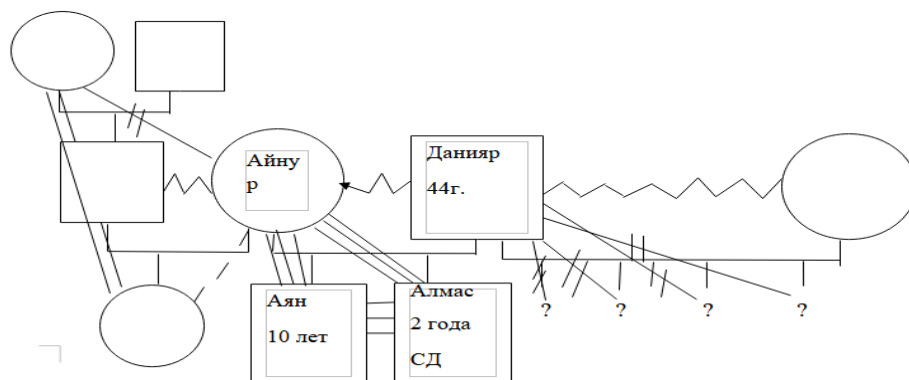 Айну
р
Данияр
44г.
Аян
10 лет
Алмас
2 года
СД
? ? ? ?